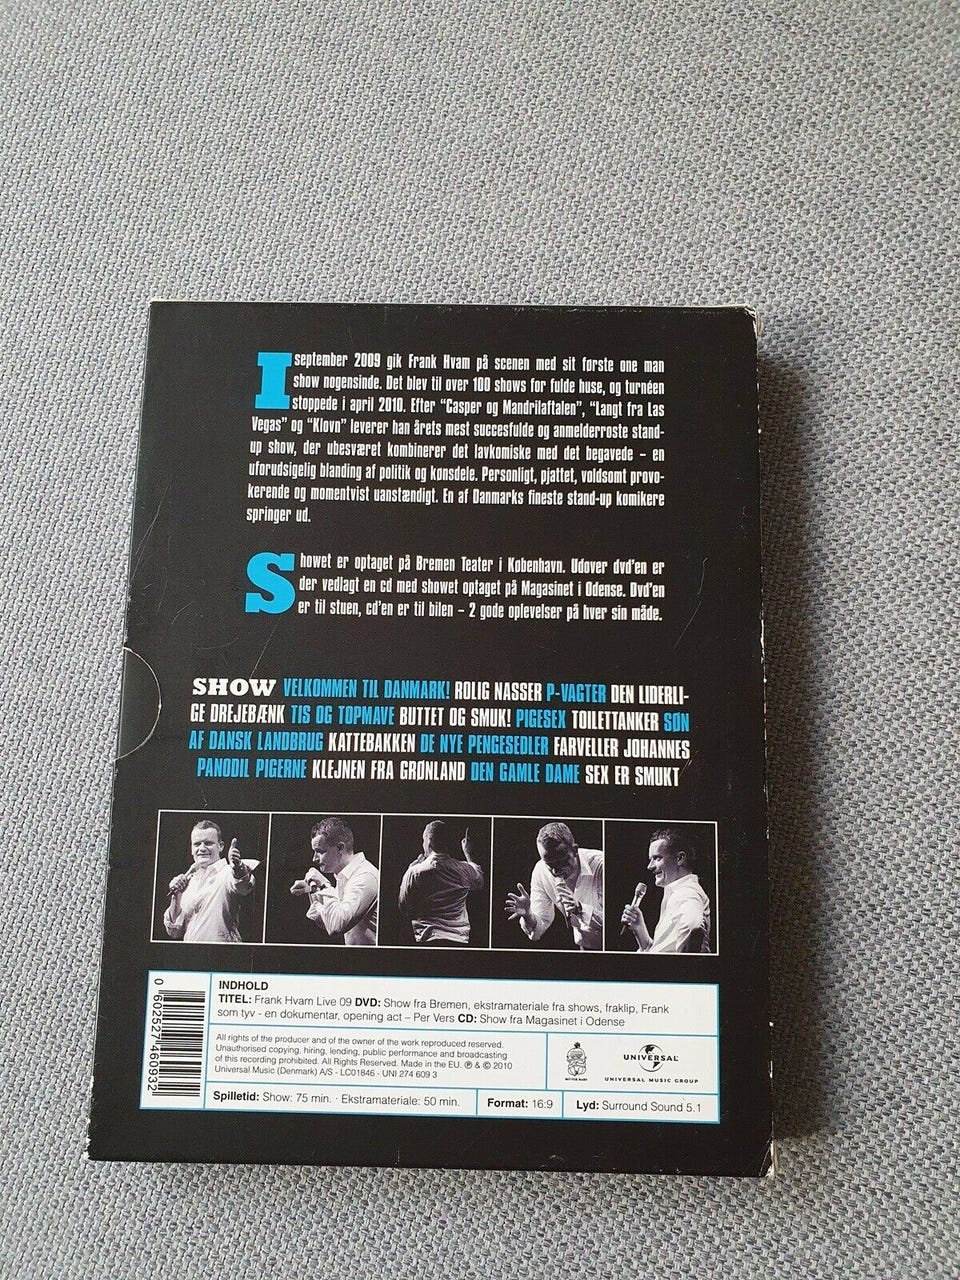 I september 2009 gik Frank Hvam på scenen med sit første one man
show nogensinde. Det blev til over 100 shows for fulde huse, og turnéen
stoppede i april 2010. Efter “Casper og Mandrilaftalen”, “Langt fra Las
Vegas” og “Klovn” leverer han årets mest succesfulde og anmelderroste stand-
up show, der ubesværet kombinerer det lavkomiske med det begavede – en
uforudsigelig blanding af politik og kønsdele. Personligt, pjattet, voldsomt provo-
kerende og momentvist uanstændigt. En af Danmarks fineste stand-up komikere
springer ud.
Showet er optaget på Bremen Teater i København. Udover dvd’en er
der vedlagt en cd med showet optaget på Magasinet i Odense. Dvd’en
er til stuen, cd’en er til bilen – 2 gode oplevelser på hver sin måde.
SHOW VELKOMMEN TIL DANMARK! ROLIG NASSER P-VAGTER DEN LIDERLI-
GE DREJEBÆNK TIS OG TOPMAVE BUTTET OG SMUK! PIGESEX TOILETTANKER SØN
AF DANSK LANDBRUG KATTEBAKKEN DE NYE PENGESEDLER FARVELLER JOHANNES
PANODIL PIGERNE KLEJNEN FRA GRØNLAND DEN GAMLE DAME SEX ER SMUKT
0 602527 460932
INDHOLD
TITEL: Frank Hvam Live 09 DVD: Show fra Bremen, ekstramateriale fra shows, fraklip, Frank
som tyv - en dokumentar, opening act – Per Vers CD: Show fra Magasinet i Odense
All rights of the producer and of the owner of the work reproduced reserved.
Unauthorised copying, hiring, lending, public performance and broadcasting
of this recording prohibited. All Rights Reserved. Made in the EU. ℗ & © 2010
Universal Music (Denmark) A/S - LC01846 - UNI 274 609 3
UNIVERSAL
UNIVERSAL MUSIC GROUP
Spilletid: Show: 75 min. · Ekstramateriale: 50 min.
Format: 16:9
Lyd: Surround Sound 5.1